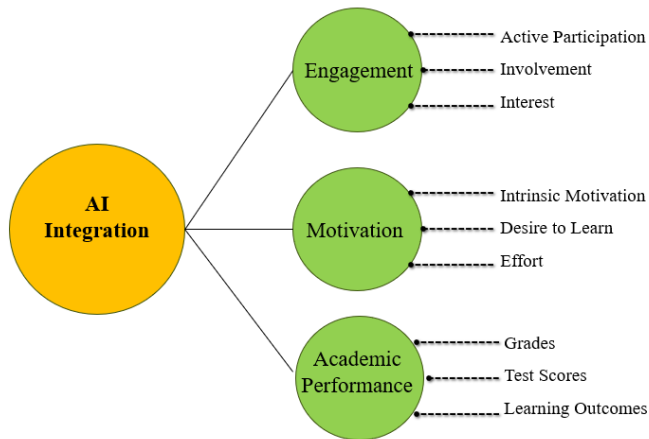 AI
Integration
Engagement
Active Participation
Involvement
Interest
Motivation
Intrinsic Motivation
Desire to Learn
Effort
Academic
Performance
Grades
Test Scores
Learning Outcomes